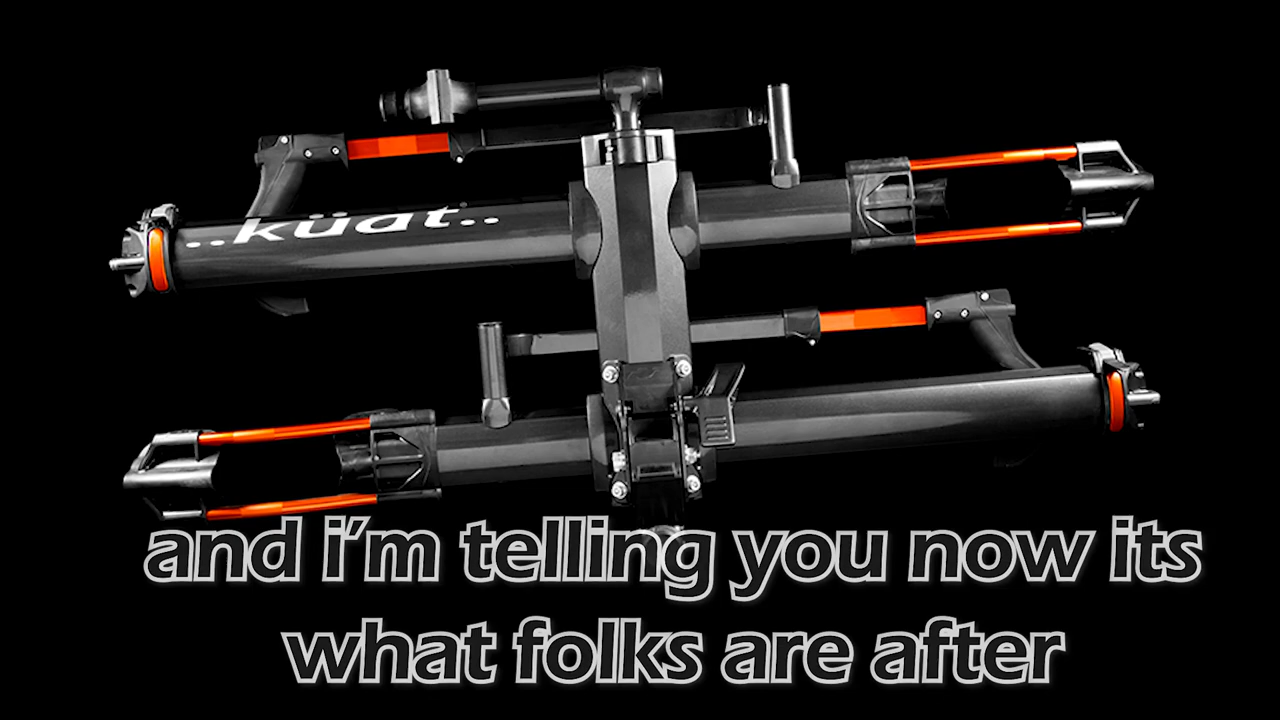 ..küat..
and i’m telling you now its
what folks are after